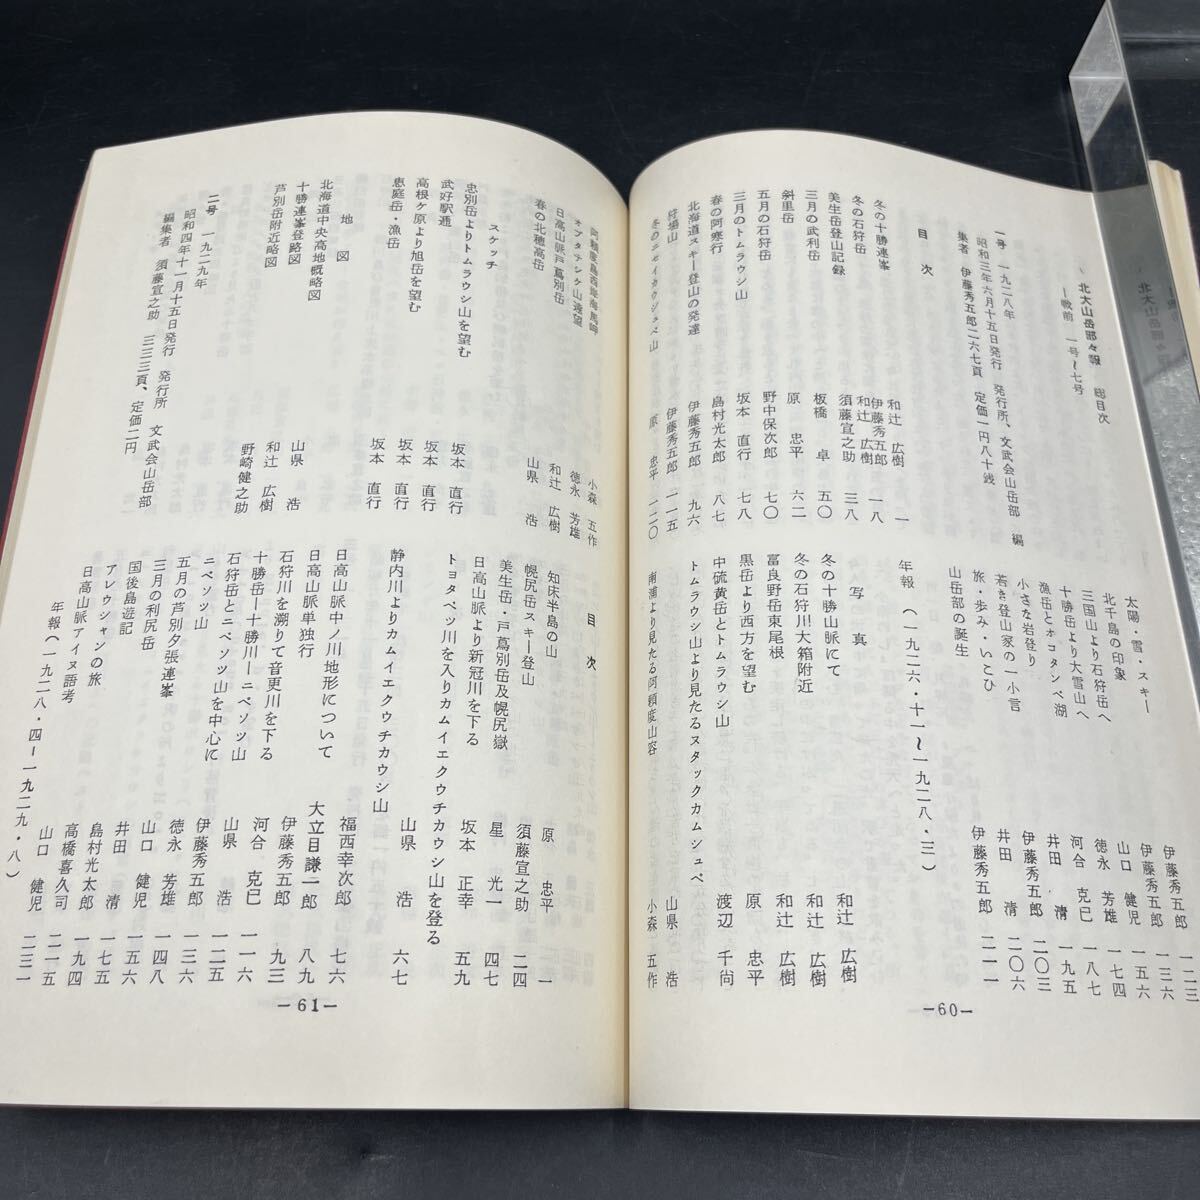 北大山岳部々報 総目次
―戦前 一号～七号
一号 一九二八年
昭和三年六月十五日発行 発行所、文武会山岳部 編
集者 伊藤秀五郎二六七頁 定価一円八十銭
目次
冬の十勝連峯 和辻 広樹 一
冬の石狩岳 伊藤秀五郎 一八
美生岳登山記録 和辻 広樹
三月の武利岳 須藤宣之助 三八
斜里岳 板橋 卓 五〇
五月の石狩岳 原 忠平 六二
三月のトムラウシ山 野中保次郎 七〇
春の阿寒行 坂本 直行 七八
北海道スキー登山の発達 島村光太郎 八七
狩場山 伊藤秀五郎 九六
冬のニセイカウシュペ山 伊藤秀五郎 一一五
原 忠平 一二〇
太陽・雪・スキー 伊藤秀五郎 一二三
北千島の印象 伊藤秀五郎 一三六
三国山より石狩岳へ 山口 健児 一五六
十勝岳より大雪山へ 徳永 芳雄 一七四
漁岳とオコタンペ湖 河合 克巳 一八七
小さな岩登り 井田 清 一九五
若き登山家の一小言 伊藤秀五郎 二〇三
旅・歩み・いこひ 井田 清 二〇六
山岳部の誕生 伊藤秀五郎 二一一
年報（一九二六・十一～一九二八・三）
写真
冬の十勝山脈にて 和辻 広樹
冬の石狩川大箱附近 和辻 広樹
富良野岳東尾根 和辻 広樹
黒岳より西方を望む 原 忠平
中硫黄岳とトムラウシ山 渡辺 千尚
トムラウシ山より見たるヌタックカムシュペ 山県 浩
南浦より見たる阿頼度山容 小森 五作
―60―
阿頼度島西岸海馬岬 小森 五作
オプタテシケ山遠望 徳永 芳雄
日高山脈戸蔦別岳 和辻 広樹
春の北穂高岳 山県 浩
スケッチ
忠別岳よりトムラウシ山を望む 坂本 直行
武好駅逓 坂本 直行
高根ケ原より旭岳を望む 坂本 直行
恵庭岳・漁岳 坂本 直行
地図
北海道中央高地概略図 山県 浩
十勝連峯登路図 和辻 広樹
芦別岳附近略図 野崎健之助
二号 一九二九年
昭和四年十一月十五日発行 発行所 文武会山岳部
編集者 須藤宣之助 三三三頁、定価二円
目次
知床半島の山 原 忠平 一
幌尻岳スキー登山 須藤宣之助 二四
美生岳・戸蔦別岳及幌尻嶽 星 光一 四七
日高山脈より新冠川を下る 坂本 正幸 五九
トヨタベツ川を入りカムイエクウチカウシ山を登る
静内川よりカムイエクウチカウシ山 山県 浩 六七
日高山脈中ノ川地形について 福西幸次郎 七六
日高山脈単独行 大立目謙一郎 八九
石狩川を溯りて音更川を下る 伊藤秀五郎 九三
十勝岳―十勝川―ニペソツ山 河合 克巳 一一六
石狩岳とニペソツ山を中心に 山県 浩 一二五
ニペソツ山 伊藤秀五郎 一三六
五月の芦別夕張連峯 徳永 芳雄 一四八
三月の利尻岳 山口 健児 一五六
国後島遊記 井田 清 一七五
アレウシャンの旅 島村光太郎 一九四
日高山脈アイヌ語考 高橋喜久司 二一五
年報（一九二八・四―一九二九・八） 山口 健児 二三一
―61―